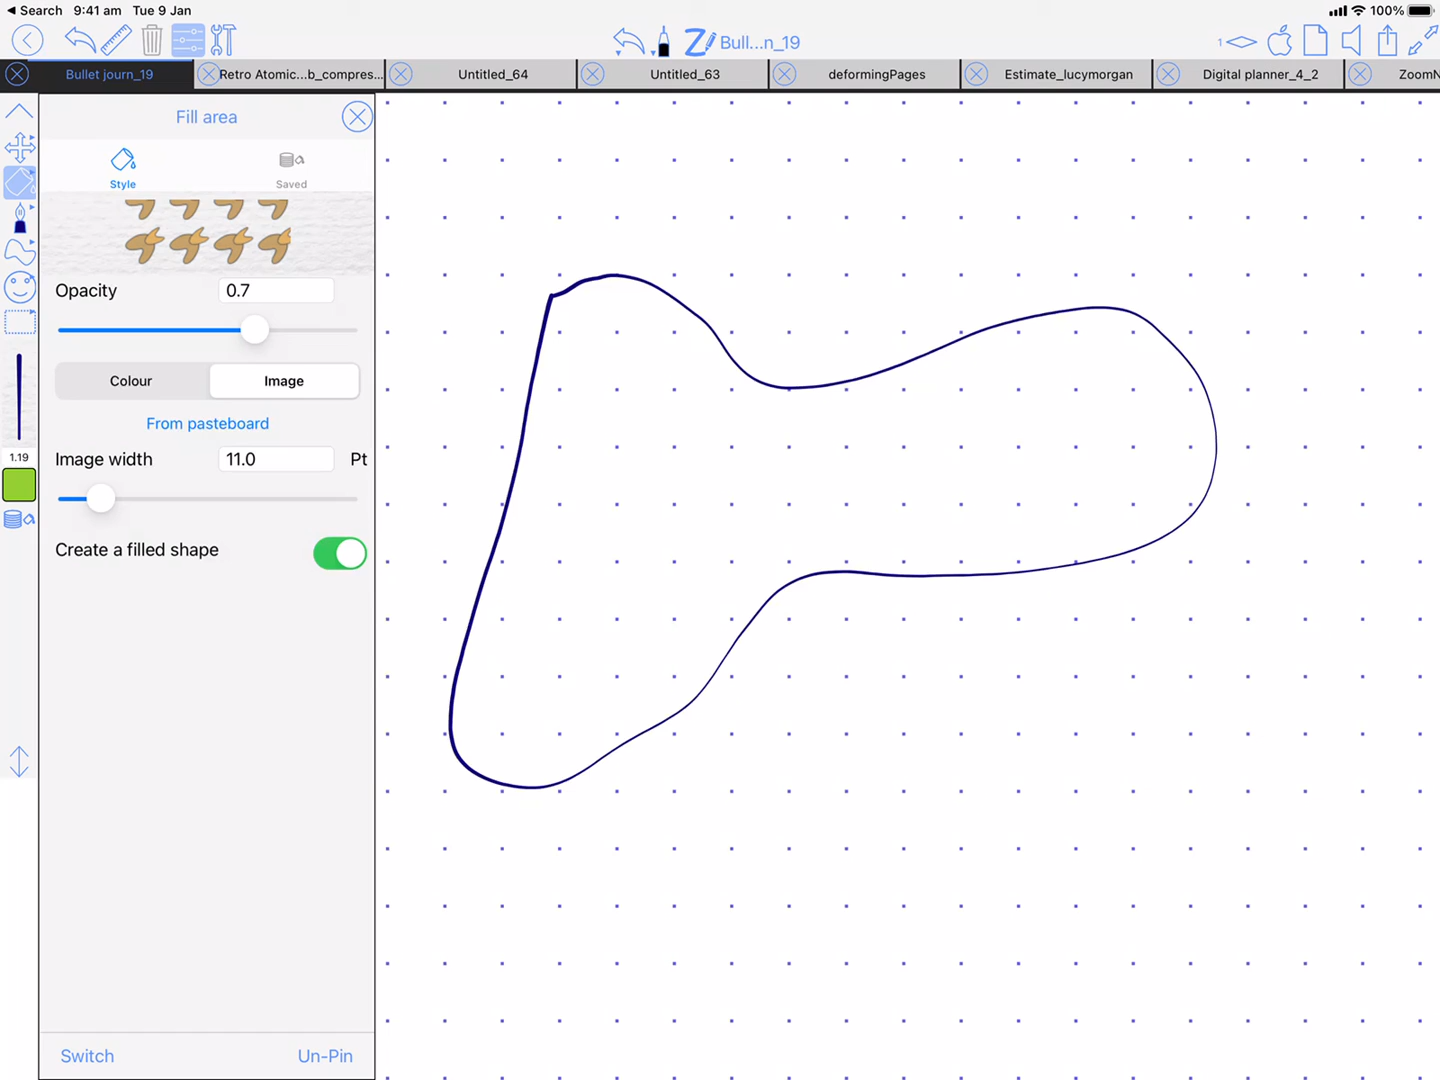 Search 9:41 am Tue 9 Jan 100%
Bull...n_19
1
Bullet journ_19 Retro Atomic...b_compres... Untitled_64 Untitled_63 deformingPages Estimate_lucymorgan Digital planner_4_2 ZoomN
Fill area
Style Saved
Opacity 0.7
Colour Image
From pasteboard
Image width 11.0 Pt
1.19
Create a filled shape
Switch Un-Pin